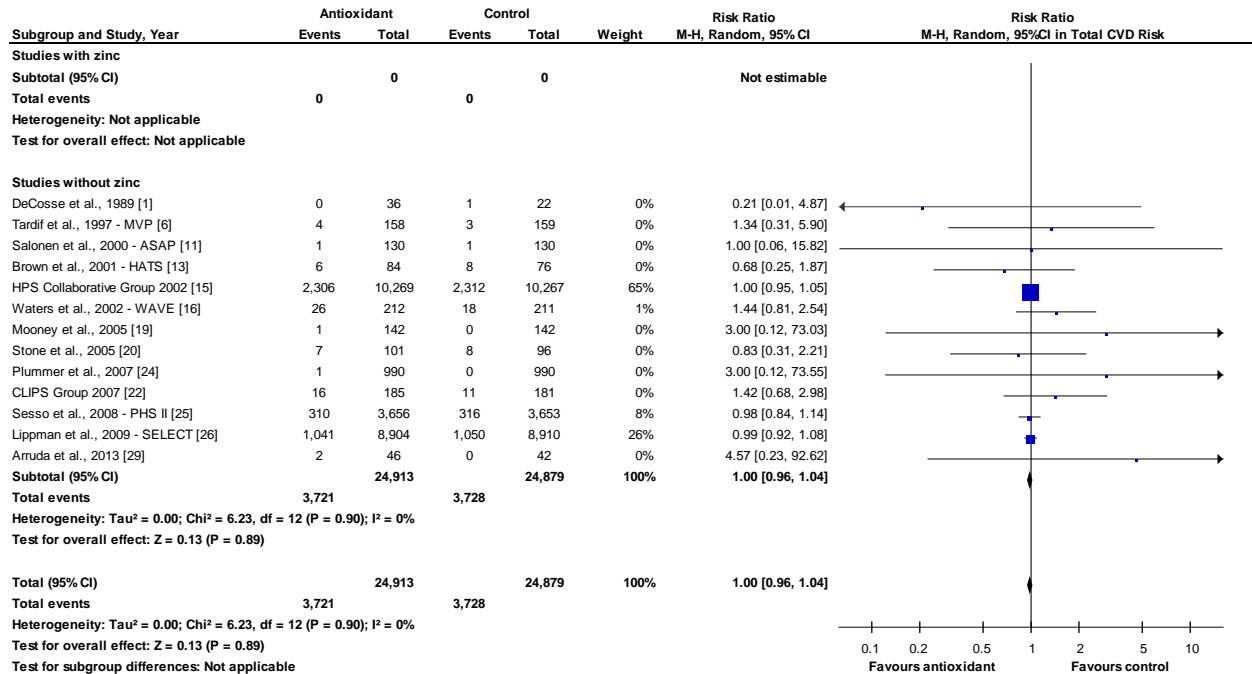 Antioxidant Control Risk Ratio Risk Ratio
Subgroup and Study, Year Events Total Events Total Weight M-H, Random, 95% CI M-H, Random, 95%CI in Total CVD Risk
Studies with zinc
Subtotal (95% CI) 0 0 Not estimable
Total events 0 0
Heterogeneity: Not applicable
Test for overall effect: Not applicable
Studies without zinc
DeCosse et al., 1989 [1] 0 36 1 22 0% 0.21 [0.01, 4.87]
Tardif et al., 1997 - MVP [6] 4 158 3 159 0% 1.34 [0.31, 5.90]
Salonen et al., 2000 - ASAP [11] 1 130 1 130 0% 1.00 [0.06, 15.82]
Brown et al., 2001 - HATS [13] 6 84 8 76 0% 0.68 [0.25, 1.87]
HPS Collaborative Group 2002 [15] 2,306 10,269 2,312 10,267 65% 1.00 [0.95, 1.05]
Waters et al., 2002 - WAVE [16] 26 212 18 211 1% 1.44 [0.81, 2.54]
Mooney et al., 2005 [19] 1 142 0 142 0% 3.00 [0.12, 73.03]
Stone et al., 2005 [20] 7 101 8 96 0% 0.83 [0.31, 2.21]
Plummer et al., 2007 [24] 1 990 0 990 0% 3.00 [0.12, 73.55]
CLIPS Group 2007 [22] 16 185 11 181 0% 1.42 [0.68, 2.98]
Sesso et al., 2008 - PHS II [25] 310 3,656 316 3,653 8% 0.98 [0.84, 1.14]
Lippman et al., 2009 - SELECT [26] 1,041 8,904 1,050 8,910 26% 0.99 [0.92, 1.08]
Arruda et al., 2013 [29] 2 46 0 42 0% 4.57 [0.23, 92.62]
Subtotal (95% CI) 24,913 24,879 100% 1.00 [0.96, 1.04]
Total events 3,721 3,728
Heterogeneity: Tau² = 0.00; Chi² = 6.23, df = 12 (P = 0.90); I² = 0%
Test for overall effect: Z = 0.13 (P = 0.89)
Total (95% CI) 24,913 24,879 100% 1.00 [0.96, 1.04]
Total events 3,721 3,728
Heterogeneity: Tau² = 0.00; Chi² = 6.23, df = 12 (P = 0.90); I² = 0%
Test for overall effect: Z = 0.13 (P = 0.89)
Test for subgroup differences: Not applicable
0.1 0.2 0.5 1 2 5 10
Favours antioxidant Favours control